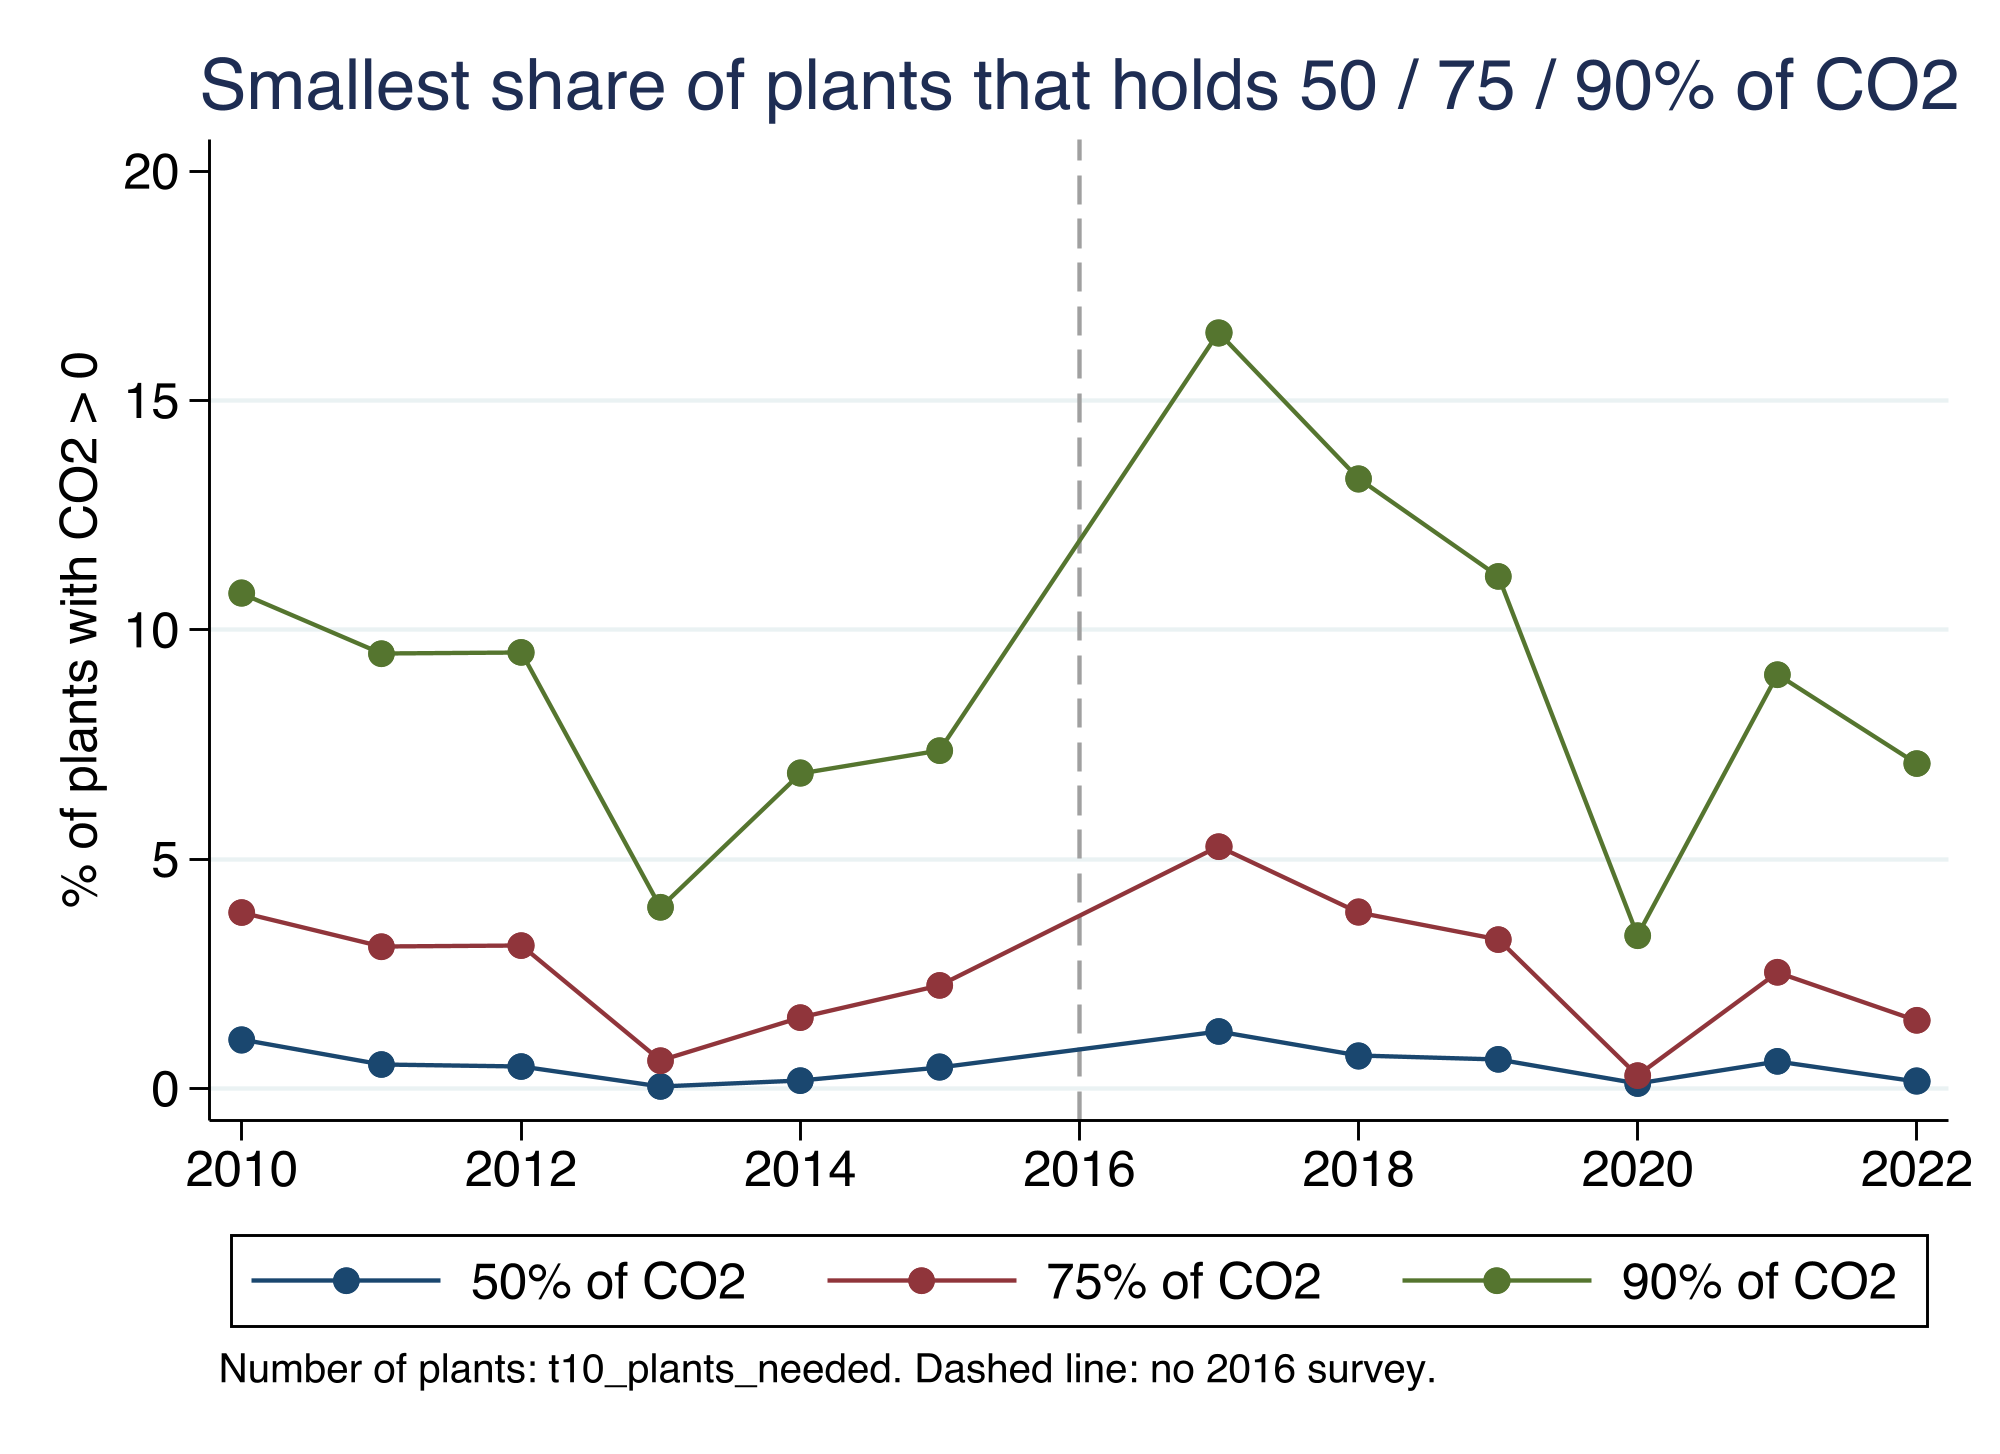 Smallest share of plants that holds 50 / 75 / 90% of CO2
% of plants with CO2 > 0
20
15
10
5
0
2010 2012 2014 2016 2018 2020 2022
50% of CO2 75% of CO2 90% of CO2
Number of plants: t10_plants_needed. Dashed line: no 2016 survey.